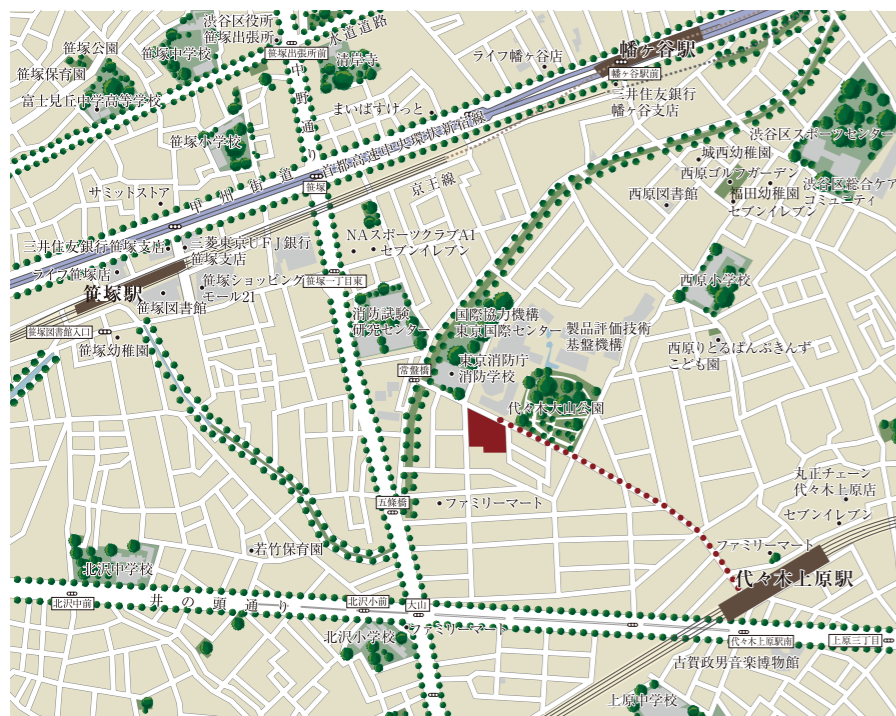 渋谷区役所
笹塚出張所
笹塚公園
笹塚中学校
笹塚出張所前
水道道路
清岸寺
幡ヶ谷駅
ライフ幡ヶ谷店
笹塚保育園
幡ヶ谷駅前
中野通り
富士見丘中学高等学校
まいばすけっと
三井住友銀行
幡ヶ谷支店
笹塚小学校
首都高速中央環状新宿線
渋谷区スポーツセンター
城西幼稚園
西原ゴルフガーデン
甲州街道
笹塚
京王線
サミットストア
西原図書館
福田幼稚園
渋谷区総合ケア
コミュニティ
セブンイレブン
三井住友銀行笹塚支店
三菱東京UFJ銀行
笹塚支店
NAスポーツクラブA1
セブンイレブン
ライフ笹塚店
笹塚駅
笹塚ショッピング
モール21
笹塚一丁目東
西原小学校
笹塚図書館
消防試験
研究センター
国際協力機構
東京国際センター
製品評価技術
基盤機構
笹塚図書館入口
笹塚幼稚園
西原りとるぱんぷきんず
こども園
東京消防庁
消防学校
常盤橋
代々木大山公園
丸正チェーン
代々木上原店
五條橋
ファミリーマート
セブンイレブン
若竹保育園
ファミリーマート
北沢中学校
代々木上原駅
北沢中前
井の頭通り
北沢小前
大山
北沢小学校
ファミリーマート
代々木上原駅南
上原三丁目
古賀政男音楽博物館
上原中学校